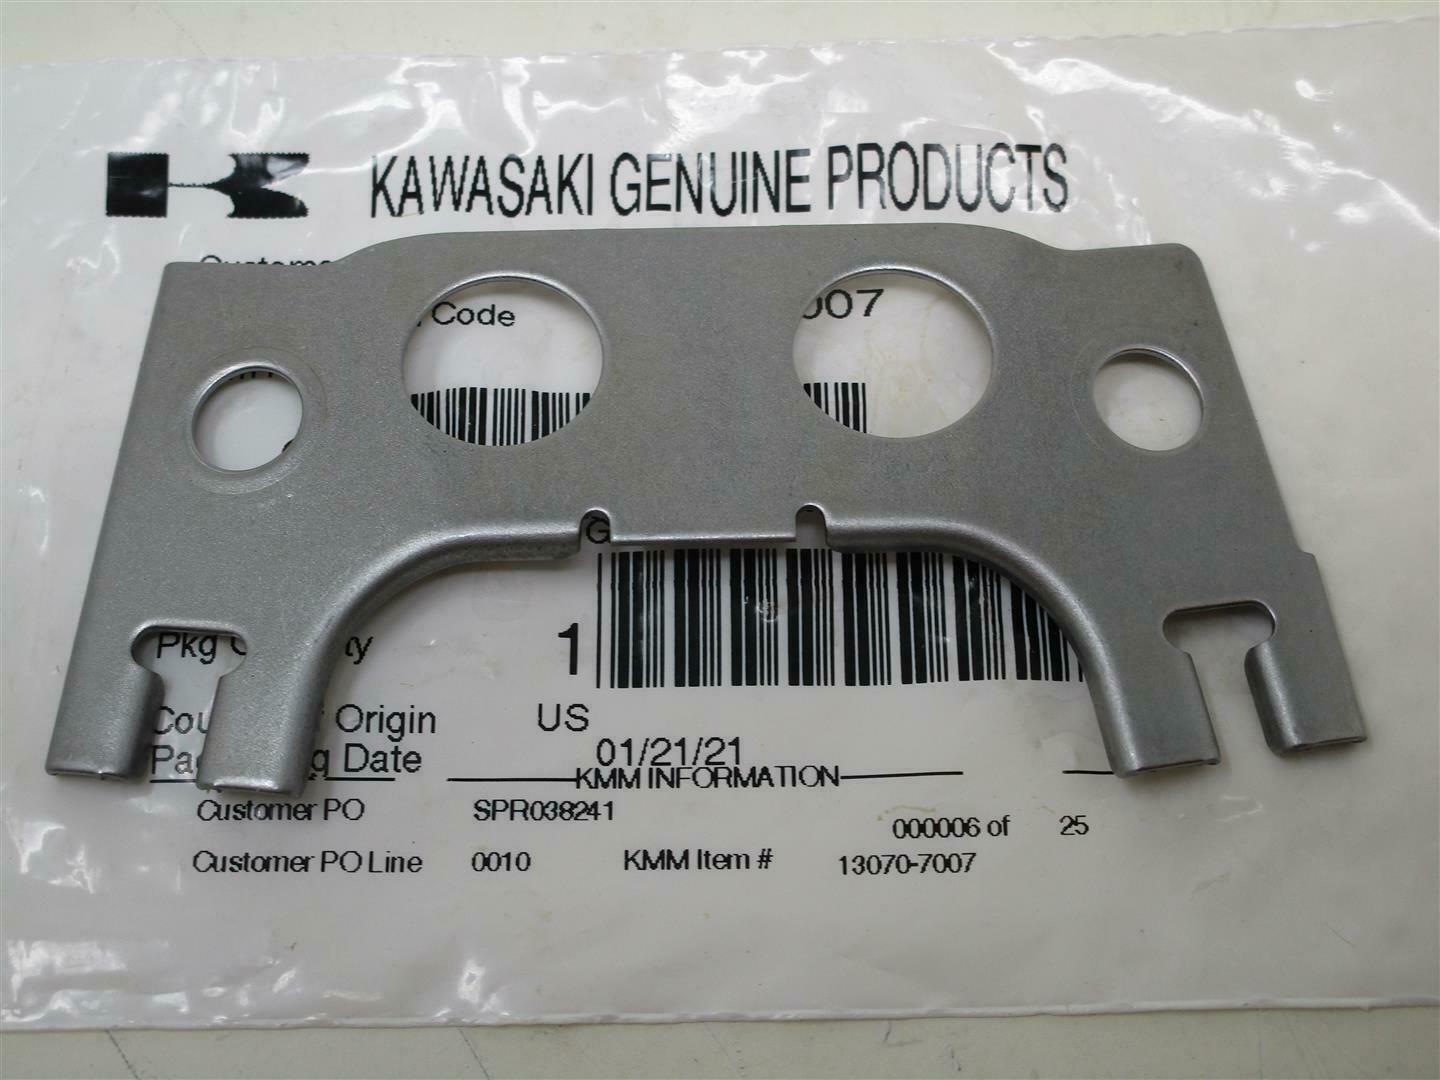 KAWASAKI GENUINE PRODUCTS
Code
007
G
Pkg
1
Origin US
Date 01/21/21
KMM INFORMATION
Customer PO SPR038241 000006 of 25
Customer PO Line 0010 KMM Item # 13070-7007